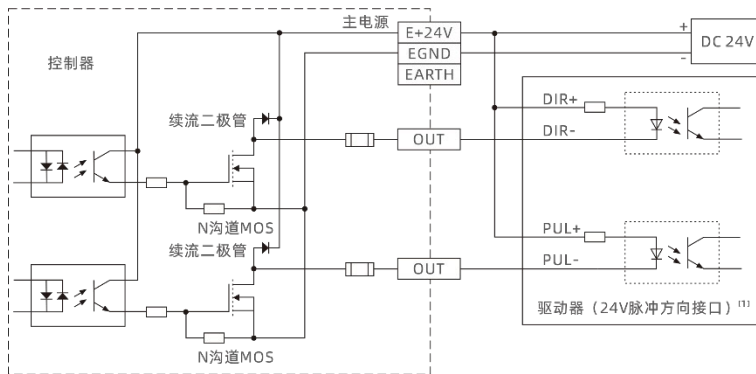 主电源
E+24V
EGND
EARTH
+
-
DC 24V
控制器
续流二极管
DIR+
DIR-
OUT
N沟道MOS
续流二极管
PUL+
PUL-
OUT
N沟道MOS
驱动器（24V脉冲方向接口）[1]